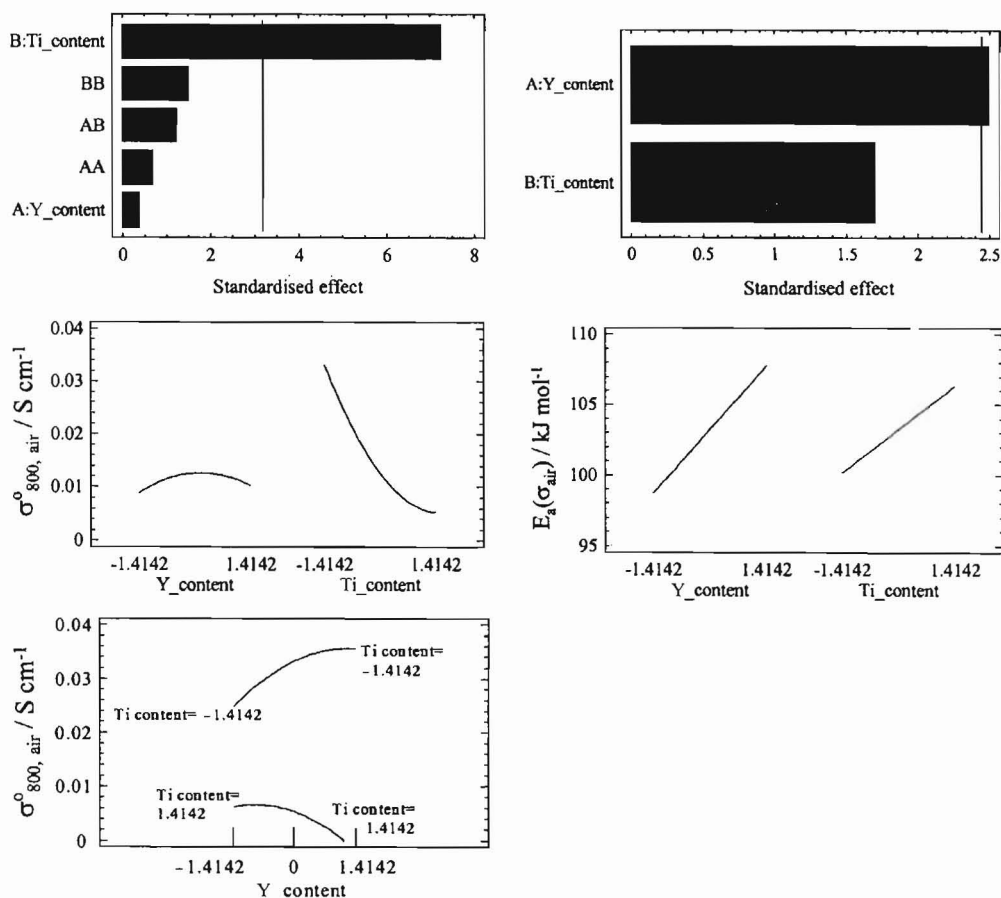 B:Ti_content
BB
AB
AA
A:Y_content
0 2 4 6 8
Standardised effect
A:Y_content
B:Ti_content
0 0.5 1 1.5 2 2.5
Standardised effect
0.04
0.03
0.02
0.01
0
σ°800, air / S cm-1
-1.4142 1.4142 -1.4142 1.4142
Y_content Ti_content
110
105
100
95
Ea(σair) / kJ mol-1
-1.4142 1.4142 -1.4142 1.4142
Y_content Ti_content
0.04
0.03
0.02
0.01
0
σ°800, air / S cm-1
Ti content=
-1.4142
Ti content= -1.4142
Ti content=
1.4142
Ti content=
1.4142
-1.4142 0 1.4142
Y_content